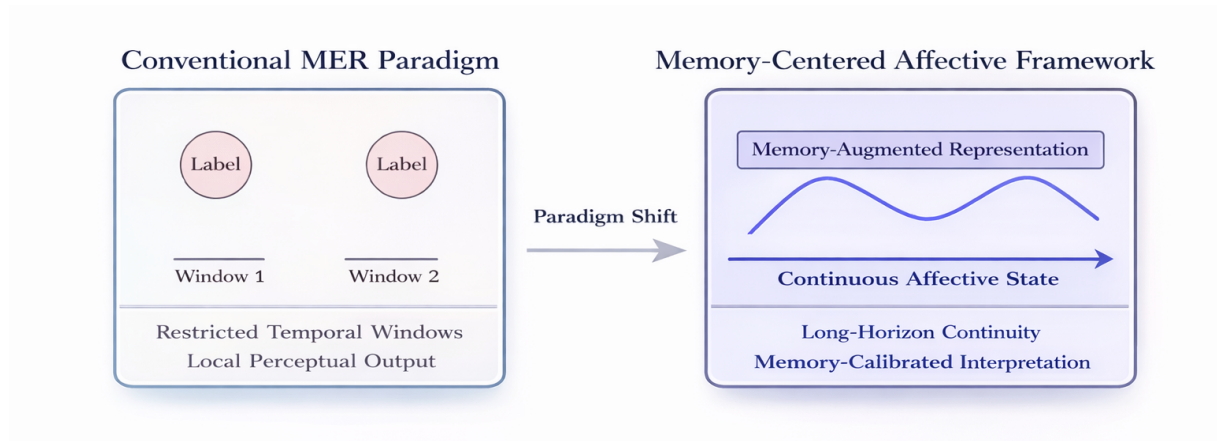 Conventional MER Paradigm
Label
Label
Window 1
Window 2
Restricted Temporal Windows
Local Perceptual Output
Paradigm Shift
Memory-Centered Affective Framework
Memory-Augmented Representation
Continuous Affective State
Long-Horizon Continuity
Memory-Calibrated Interpretation